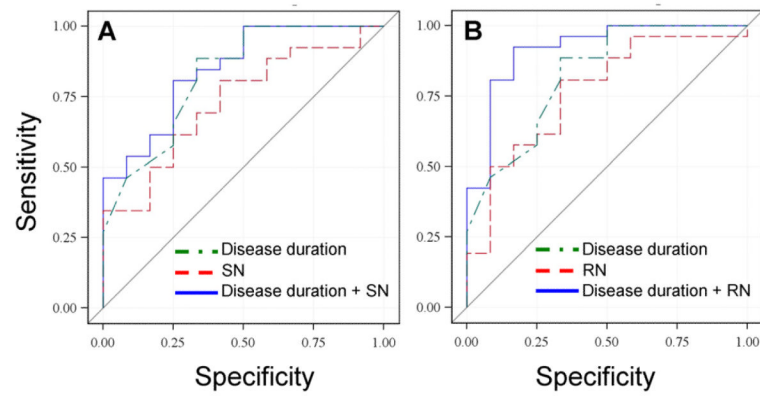 A
B
1.00
0.75
0.50
0.25
0.00
Sensitivity
Disease duration
SN
Disease duration + SN
0.00 0.25 0.50 0.75 1.00
Specificity
1.00
0.75
0.50
0.25
0.00
Disease duration
RN
Disease duration + RN
0.00 0.25 0.50 0.75 1.00
Specificity